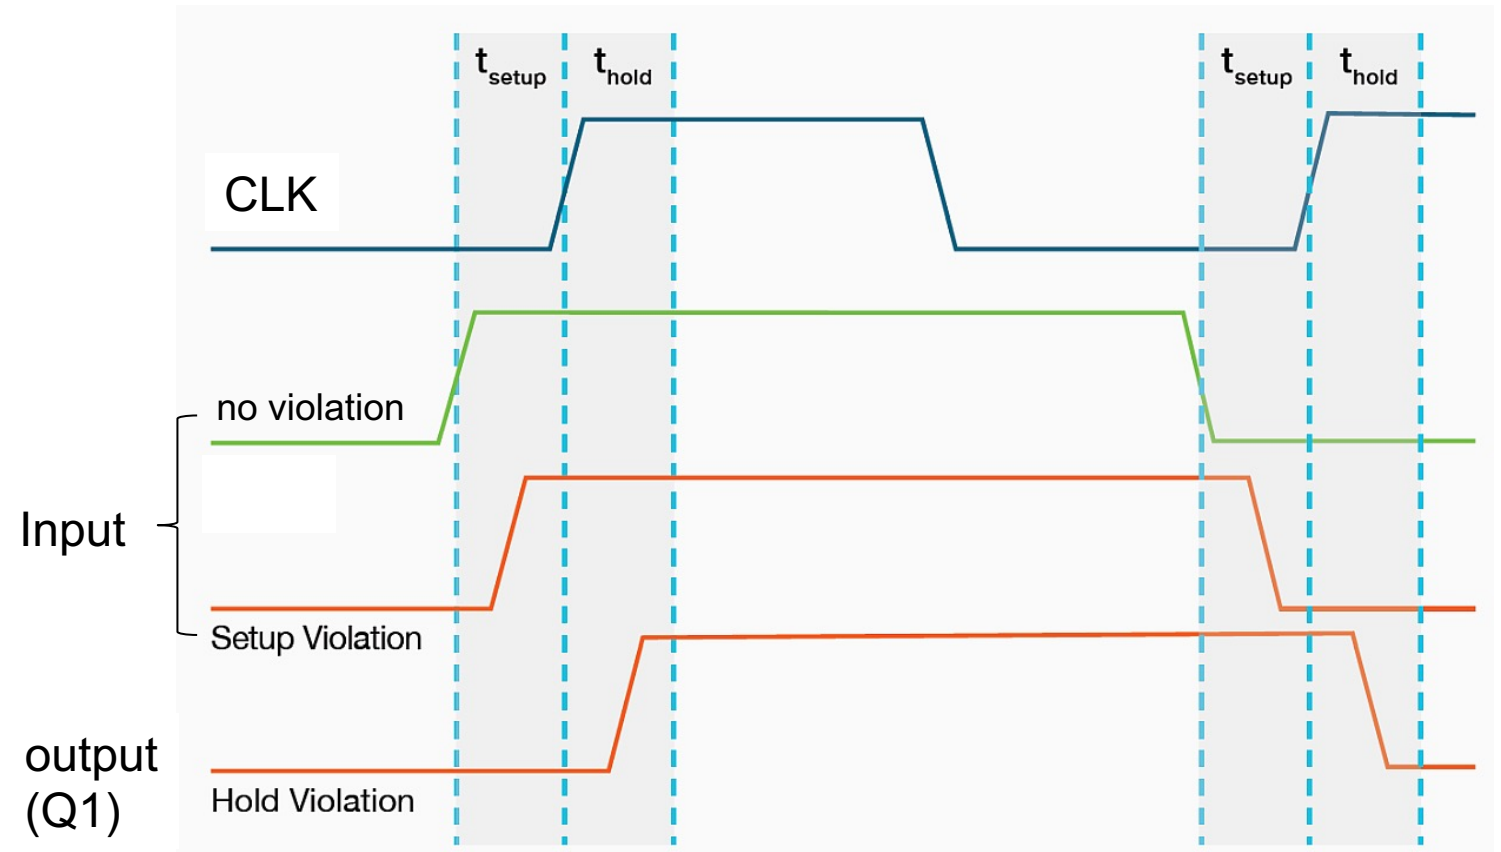 tsetup thold tsetup thold
CLK
no violation
Input
Setup Violation
output
(Q1)
Hold Violation